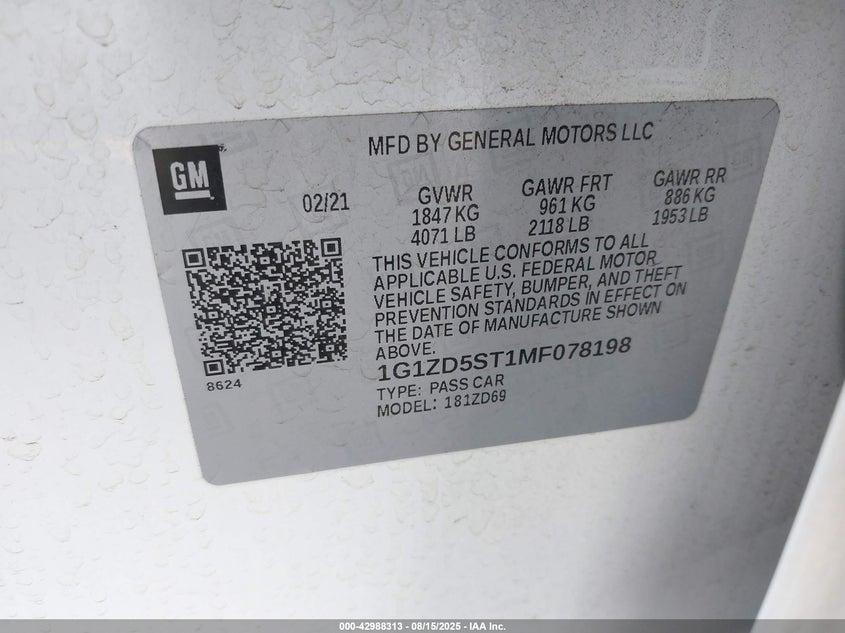 MFD BY GENERAL MOTORS LLC
GM
02/21
GVWR
1847 KG
4071 LB
GAWR FRT
961 KG
2118 LB
GAWR RR
886 KG
1953 LB
THIS VEHICLE CONFORMS TO ALL
APPLICABLE U.S. FEDERAL MOTOR
VEHICLE SAFETY, BUMPER, AND THEFT
PREVENTION STANDARDS IN EFFECT ON
THE DATE OF MANUFACTURE SHOWN
ABOVE.
1G1ZD5ST1MF078198
TYPE: PASS CAR
MODEL: 181ZD69
8624
000-42988313 - 08/15/2025 - IAA Inc.